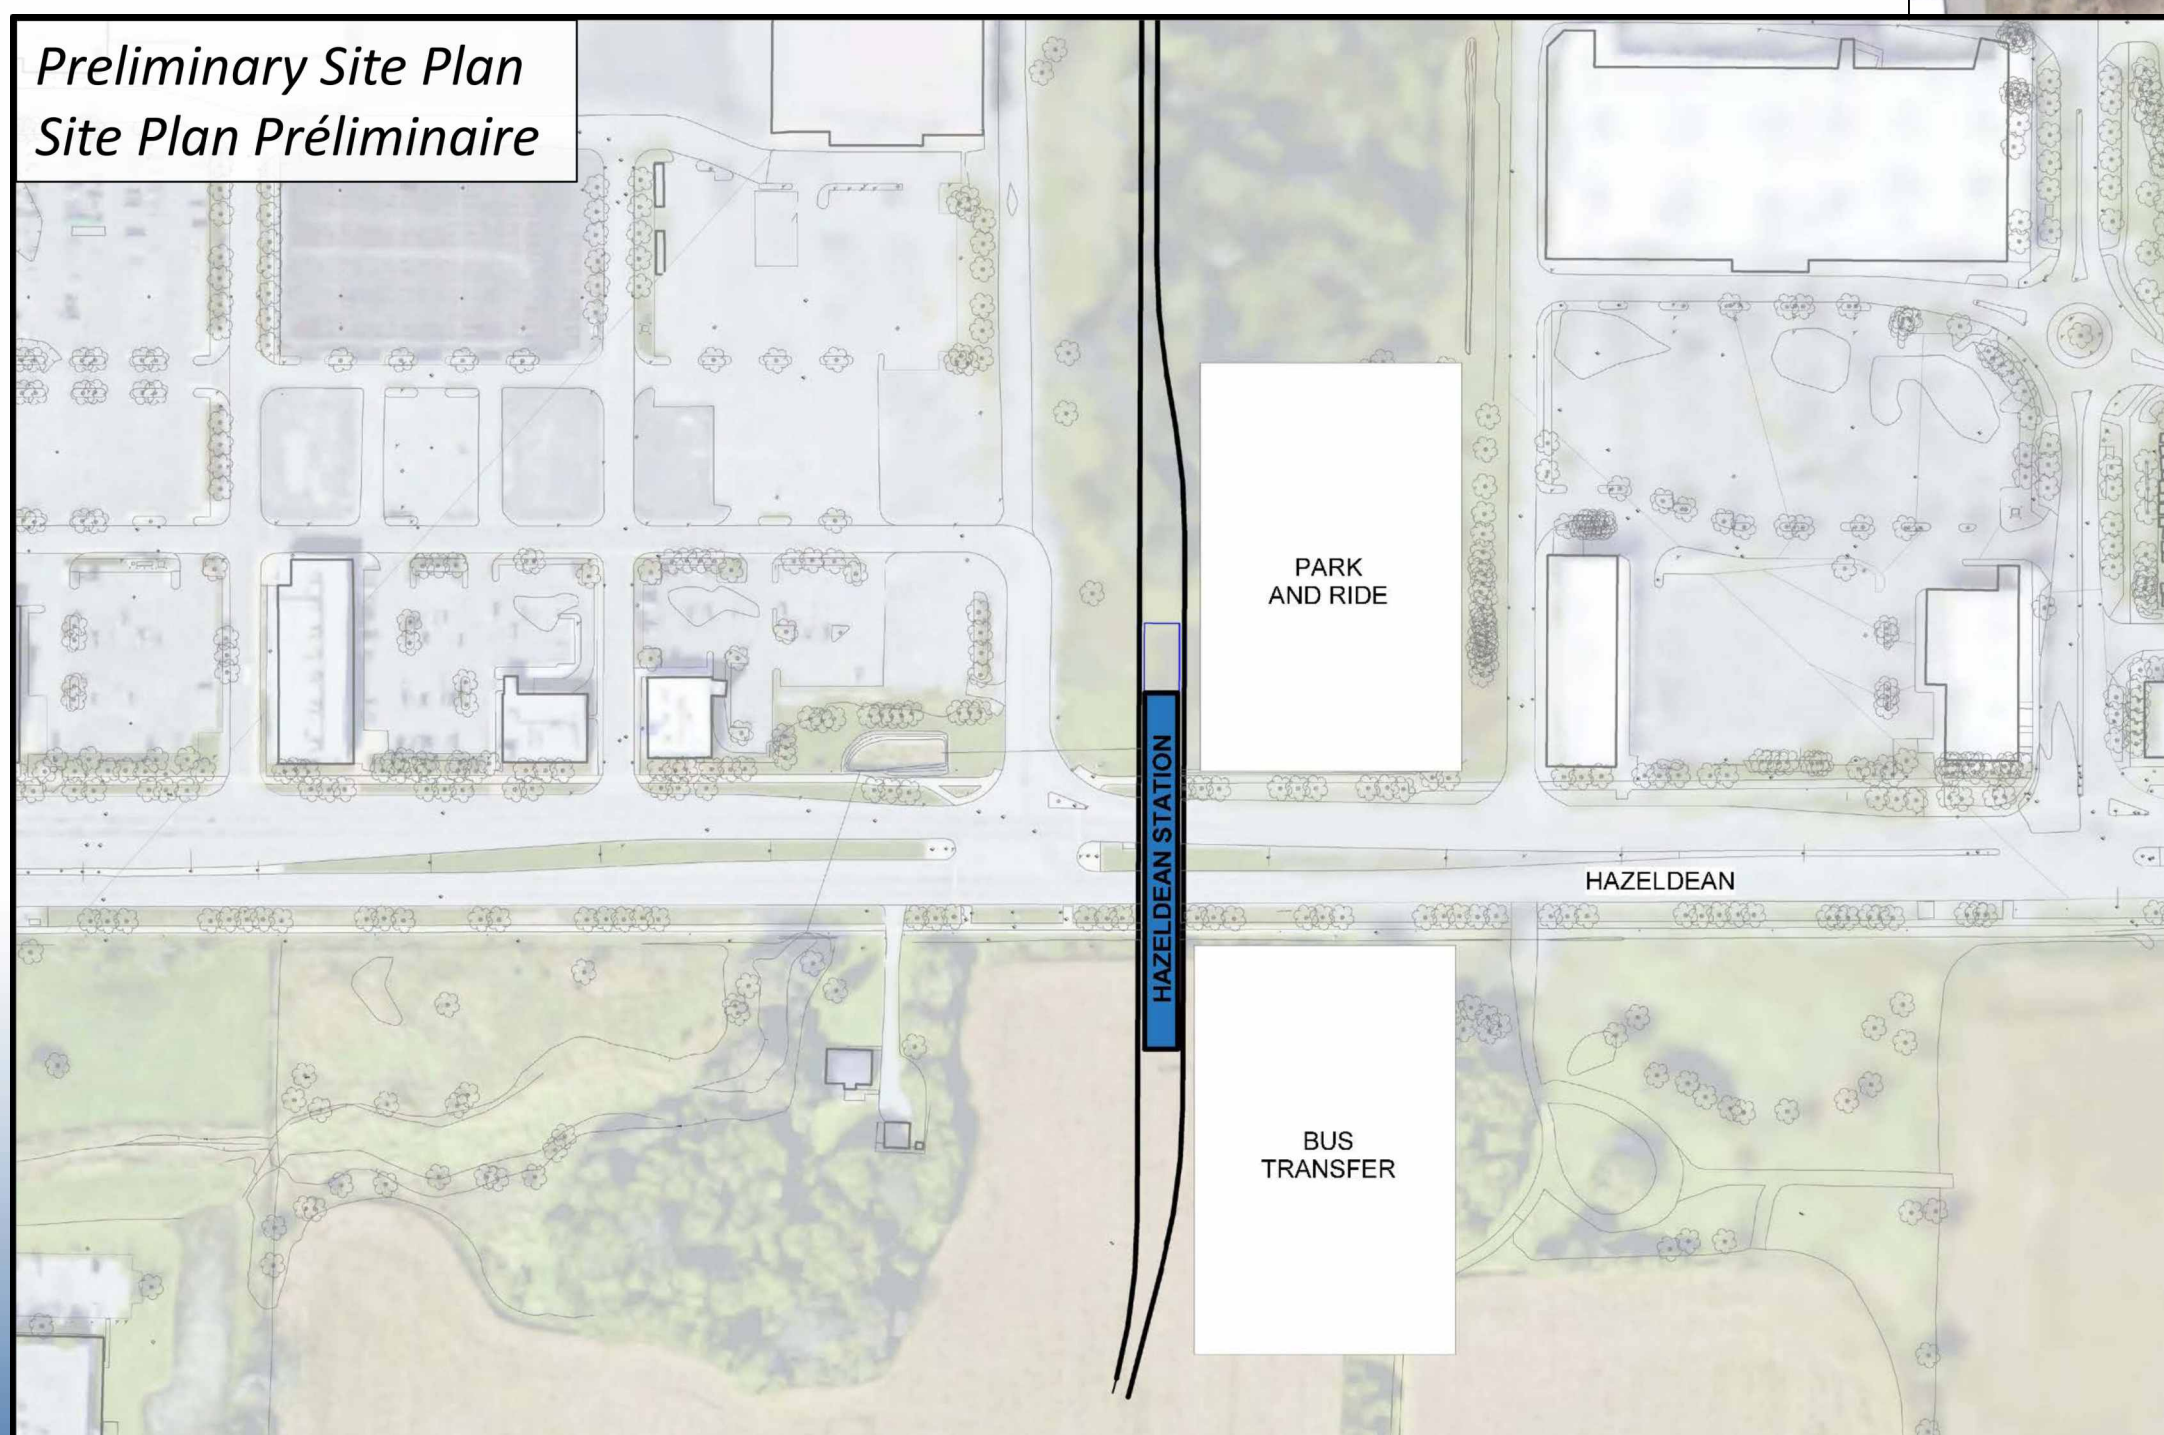 Preliminary Site Plan
Site Plan Préliminaire
PARK
AND RIDE
HAZELDEAN STATION
HAZELDEAN
BUS
TRANSFER